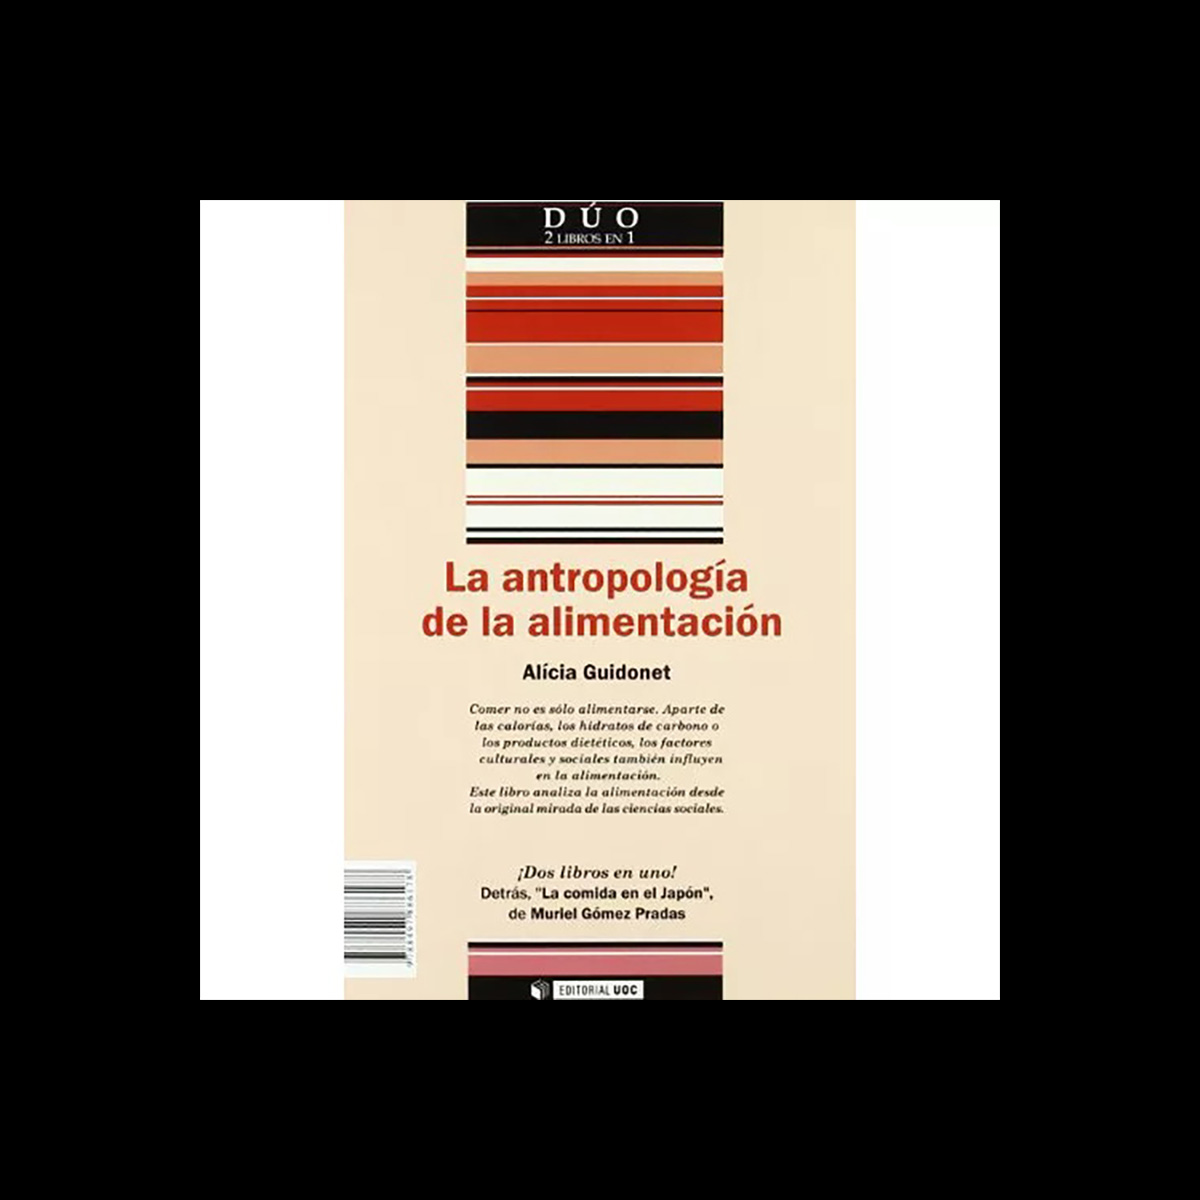 DÚO
2 LIBROS EN 1
La antropología
de la alimentación
Alícia Guidonet
Comer no es sólo alimentarse. Aparte de
las calorías, los hidratos de carbono o
los productos dietéticos, los factores
culturales y sociales también influyen
en la alimentación.
Este libro analiza la alimentación desde
la original mirada de las ciencias sociales.
¡Dos libros en uno!
Detrás, "La comida en el Japón",
de Muriel Gómez Pradas
EDITORIAL UOC